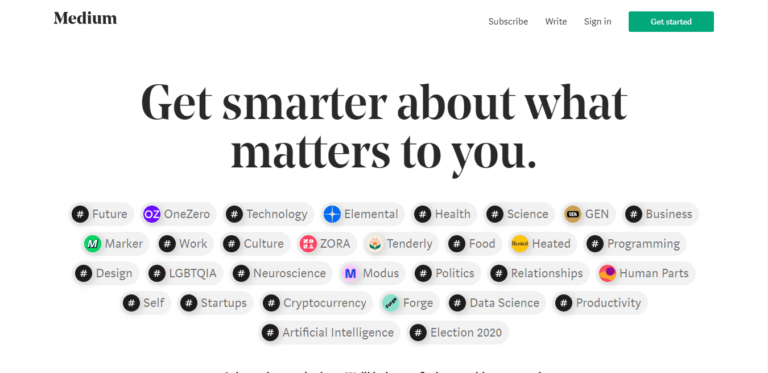 Medium
Subscribe Write Sign in Get started
Get smarter about what
matters to you.
# Future OZ OneZero # Technology Elemental # Health # Science GEN GEN # Business
M Marker # Work # Culture ZORA Tenderly # Food Heated Heated # Programming
# Design # LGBTQIA # Neuroscience M Modus # Politics # Relationships Human Parts
# Self # Startups # Cryptocurrency Forge # Data Science # Productivity
# Artificial Intelligence # Election 2020